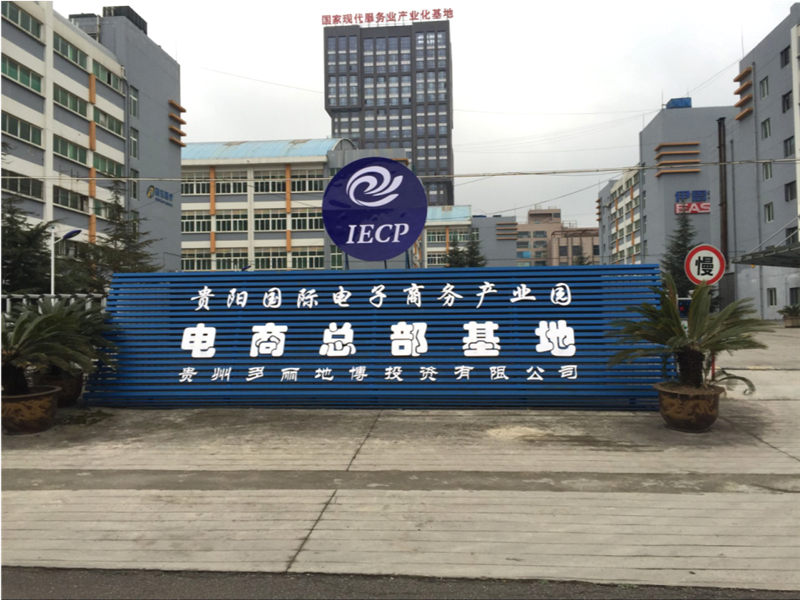 国家现代服务业产业化基地
IECP
EAS
慢
贵阳国际电子商务产业园
电商总部基地
贵州多丽地博投资有限公司